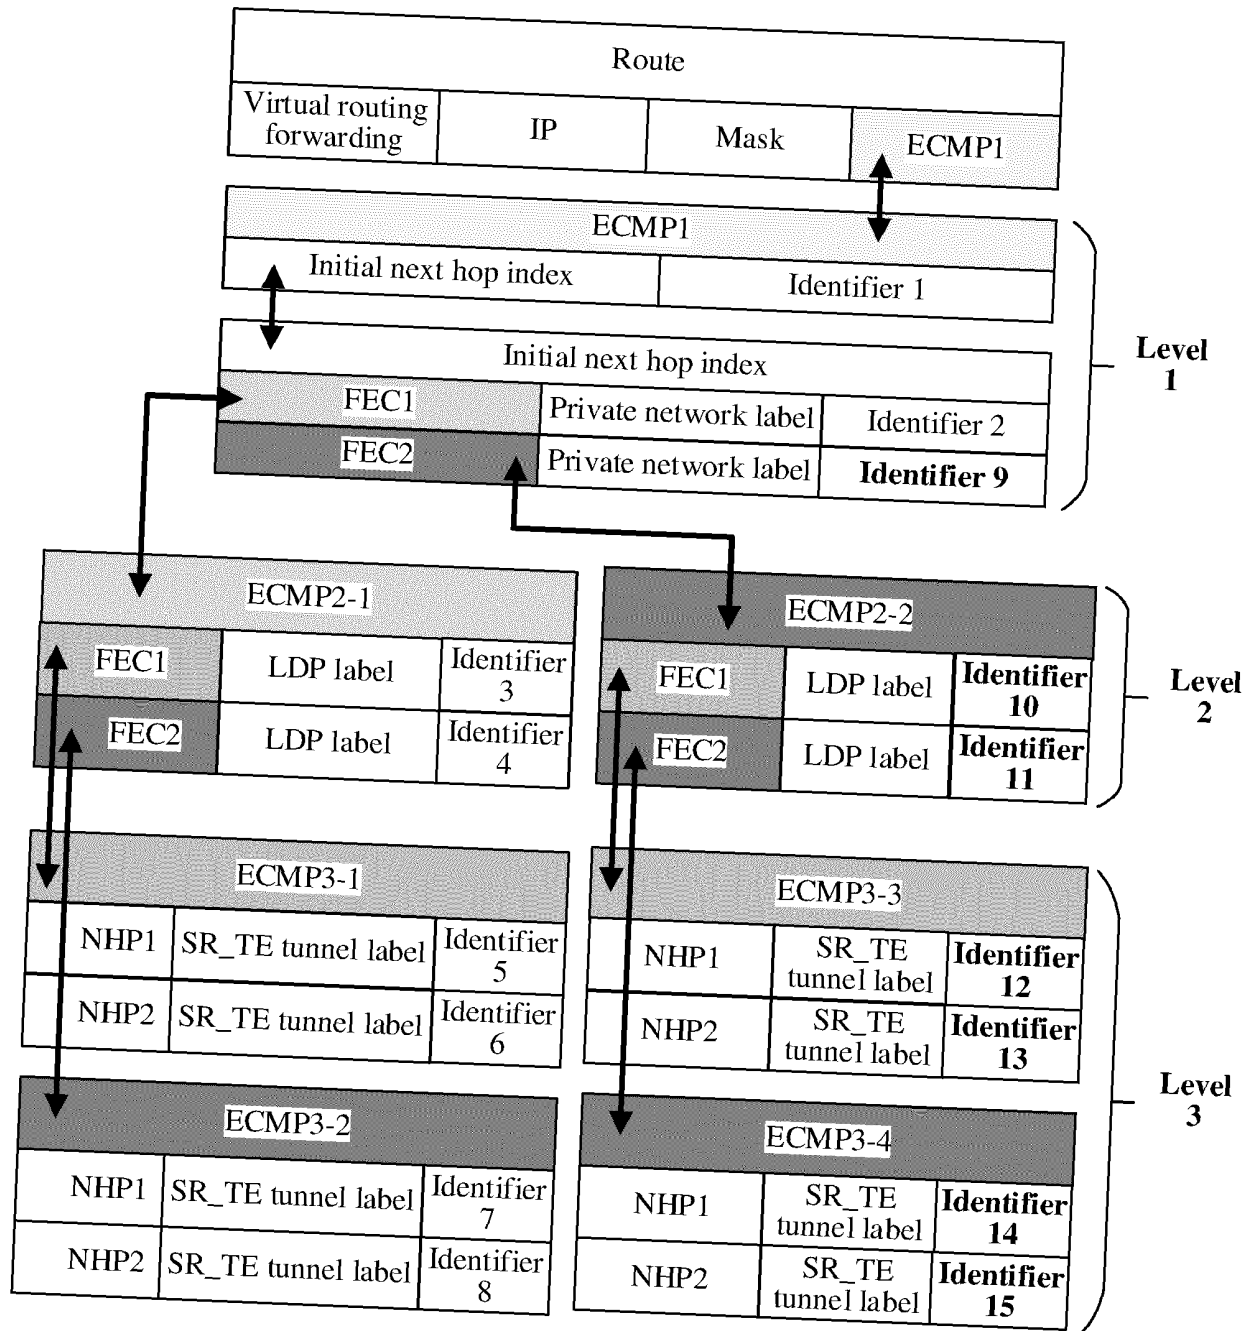 Route
Virtual routing
forwarding
IP
Mask
ECMP1
ECMP1
Initial next hop index
Identifier 1
Initial next hop index
FEC1
Private network label
Identifier 2
FEC2
Private network label
Identifier 9
Level
1
ECMP2-1
FEC1
LDP label
Identifier
3
FEC2
LDP label
Identifier
4
ECMP2-2
FEC1
LDP label
Identifier
10
FEC2
LDP label
Identifier
11
Level
2
ECMP3-1
NHP1
SR_TE tunnel label
Identifier
5
NHP2
SR_TE tunnel label
Identifier
6
ECMP3-3
NHP1
SR_TE
tunnel label
Identifier
12
NHP2
SR_TE
tunnel label
Identifier
13
ECMP3-2
NHP1
SR_TE tunnel label
Identifier
7
NHP2
SR_TE tunnel label
Identifier
8
ECMP3-4
NHP1
SR_TE
tunnel label
Identifier
14
NHP2
SR_TE
tunnel label
Identifier
15
Level
3